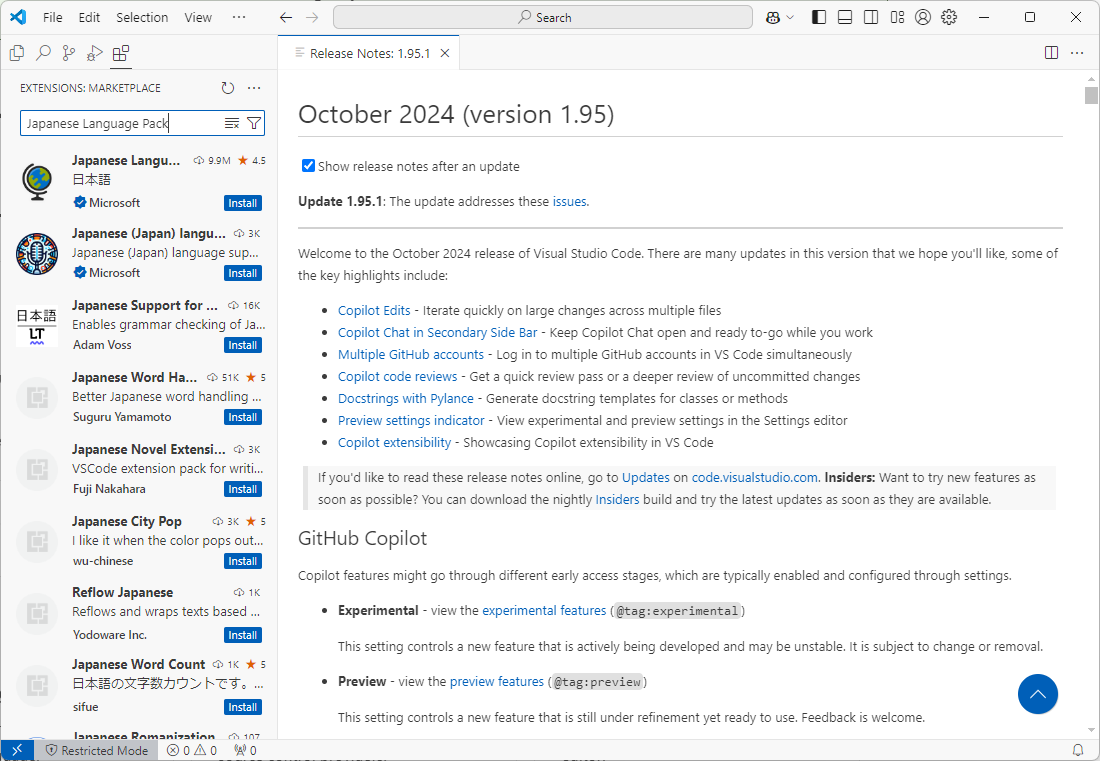 File Edit Selection View ··· Search
EXTENSIONS: MARKETPLACE ···
Japanese Language Pack
Japanese Langu... 9.9M ★ 4.5
日本語
Microsoft Install
Japanese (Japan) langu... 3K
Japanese (Japan) language sup...
Microsoft Install
日本語
LT
Japanese Support for ... 16K
Enables grammar checking of Ja...
Adam Voss Install
Japanese Word Ha... 51K ★ 5
Better Japanese word handling ...
Suguru Yamamoto Install
Japanese Novel Extensi... 3K
VSCode extension pack for writi...
Fuji Nakahara Install
Japanese City Pop 3K ★ 5
I like it when the color pops out...
wu-chinese Install
Reflow Japanese 1K
Reflows and wraps texts based ...
Yodoware Inc. Install
Japanese Word Count 1K ★ 5
日本語の文字数カウントです。...
sifue Install
Japanese Romanization 107
Release Notes: 1.95.1 ···
October 2024 (version 1.95)
Show release notes after an update
Update 1.95.1: The update addresses these issues.
Welcome to the October 2024 release of Visual Studio Code. There are many updates in this version that we hope you'll like, some of
the key highlights include:
• Copilot Edits - Iterate quickly on large changes across multiple files
• Copilot Chat in Secondary Side Bar - Keep Copilot Chat open and ready to-go while you work
• Multiple GitHub accounts - Log in to multiple GitHub accounts in VS Code simultaneously
• Copilot code reviews - Get a quick review pass or a deeper review of uncommitted changes
• Docstrings with Pylance - Generate docstring templates for classes or methods
• Preview settings indicator - View experimental and preview settings in the Settings editor
• Copilot extensibility - Showcasing Copilot extensibility in VS Code
If you'd like to read these release notes online, go to Updates on code.visualstudio.com. Insiders: Want to try new features as
soon as possible? You can download the nightly Insiders build and try the latest updates as soon as they are available.
GitHub Copilot
Copilot features might go through different early access stages, which are typically enabled and configured through settings.
• Experimental - view the experimental features (@tag:experimental)
This setting controls a new feature that is actively being developed and may be unstable. It is subject to change or removal.
• Preview - view the preview features (@tag:preview)
This setting controls a new feature that is still under refinement yet ready to use. Feedback is welcome.
Restricted Mode 0 0 0